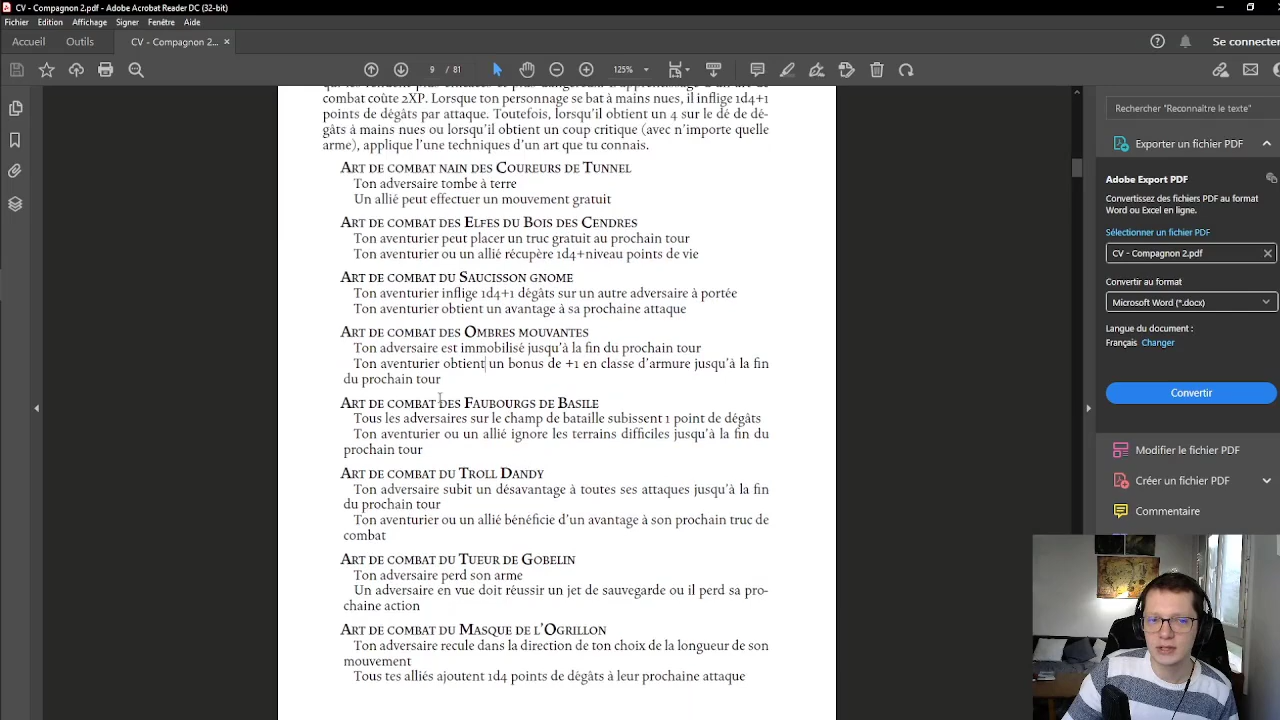 CV - Compagnon 2.pdf - Adobe Acrobat Reader DC (32-bit)
Fichier Edition Affichage Signer Fenêtre Aide
Accueil Outils CV - Compagnon 2... × Se connecter
9 / 81 125%
combat coûte 2XP. Lorsque ton personnage se bat à mains nues, il inflige 1d4+1
points de dégâts par attaque. Toutefois, lorsqu'il obtient un 4 sur le dé de dé-
gâts à mains nues ou lorsqu'il obtient un coup critique (avec n'importe quelle
arme), applique l'une techniques d'un art que tu connais.
Art de combat nain des Coureurs de Tunnel
Ton adversaire tombe à terre
Un allié peut effectuer un mouvement gratuit
Art de combat des Elfes du Bois des Cendres
Ton aventurier peut placer un truc gratuit au prochain tour
Ton aventurier ou un allié récupère 1d4+niveau points de vie
Art de combat du Saucisson gnome
Ton aventurier inflige 1d4+1 dégâts sur un autre adversaire à portée
Ton aventurier obtient un avantage à sa prochaine attaque
Art de combat des Ombres mouvantes
Ton adversaire est immobilisé jusqu'à la fin du prochain tour
Ton aventurier obtient un bonus de +1 en classe d'armure jusqu'à la fin
du prochain tour
Art de combat des Faubourgs de Basile
Tous les adversaires sur le champ de bataille subissent 1 point de dégâts
Ton aventurier ou un allié ignore les terrains difficiles jusqu'à la fin du
prochain tour
Art de combat du Troll Dandy
Ton adversaire subit un désavantage à toutes ses attaques jusqu'à la fin
du prochain tour
Ton aventurier ou un allié bénéficie d'un avantage à son prochain truc de
combat
Art de combat du Tueur de Gobelin
Ton adversaire perd son arme
Un adversaire en vue doit réussir un jet de sauvegarde ou il perd sa pro-
chaine action
Art de combat du Masque de l'Ogrillon
Ton adversaire recule dans la direction de ton choix de la longueur de son
mouvement
Tous tes alliés ajoutent 1d4 points de dégâts à leur prochaine attaque
Rechercher "Reconnaître le texte"
Exporter un fichier PDF
Adobe Export PDF
Convertissez des fichiers PDF au format
Word ou Excel en ligne.
Sélectionner un fichier PDF
CV - Compagnon 2.pdf ×
Convertir au format
Microsoft Word (*.docx)
Langue du document :
Français Changer
Convertir
Modifier le fichier PDF
Créer un fichier PDF
Commentaire